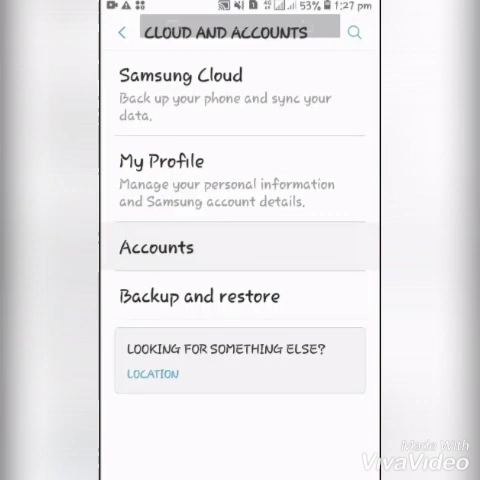 53% 1:27 pm
CLOUD AND ACCOUNTS
Samsung Cloud
Back up your phone and sync your
data.
My Profile
Manage your personal information
and Samsung account details.
Accounts
Backup and restore
LOOKING FOR SOMETHING ELSE?
LOCATION
Made With
VivaVideo